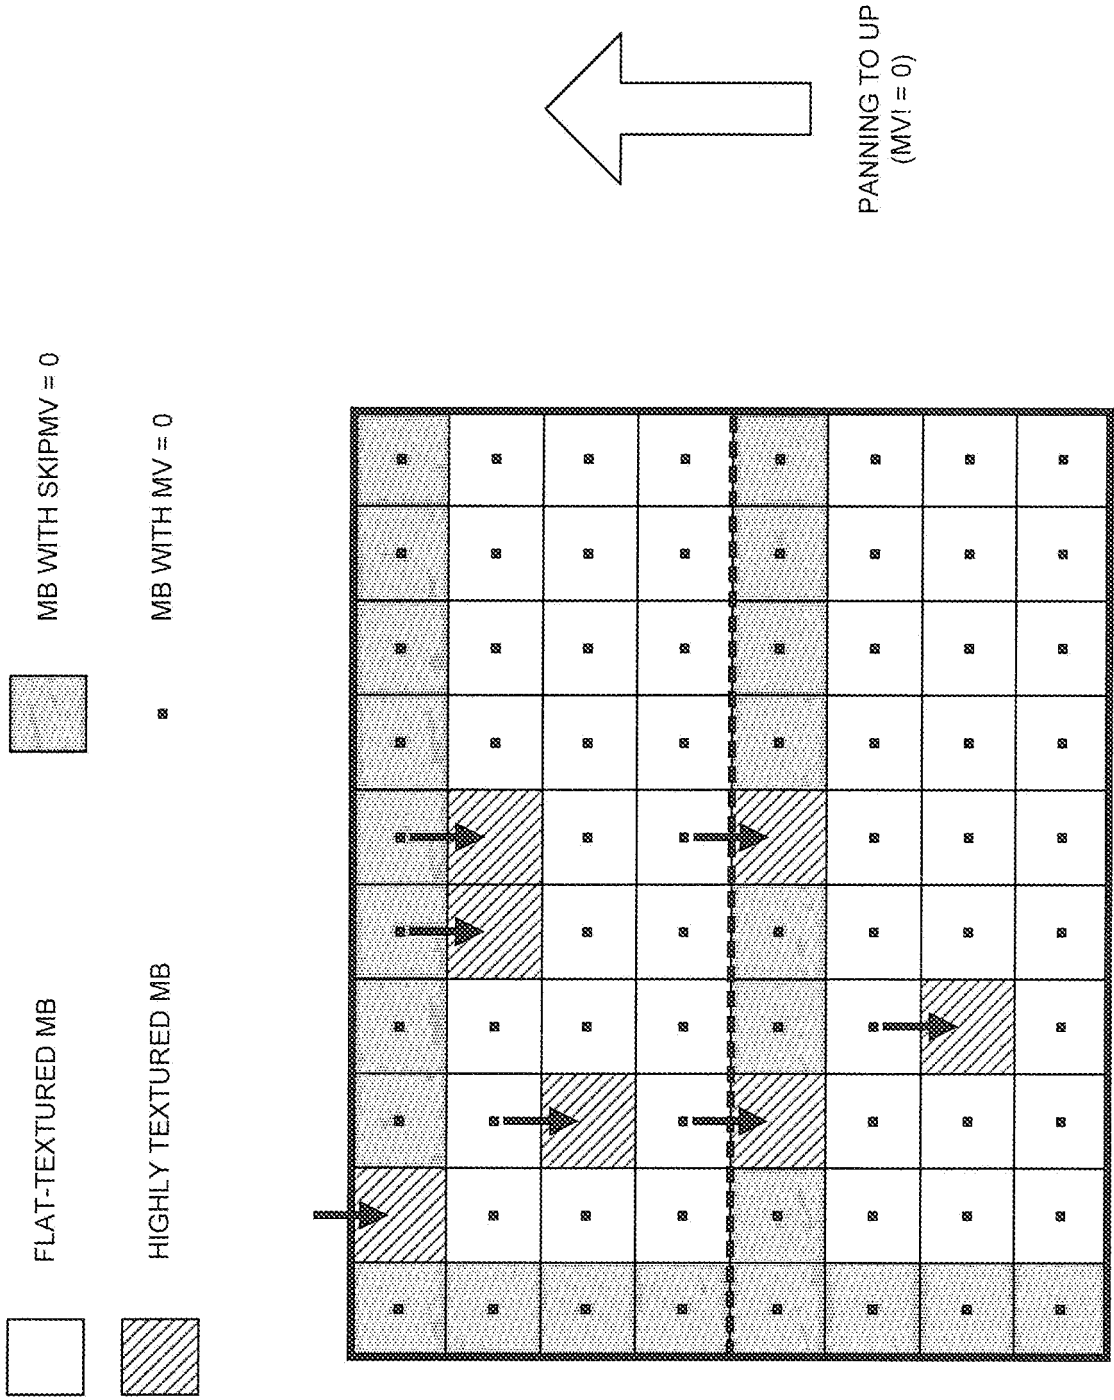 FLAT-TEXTURED MB
HIGHLY TEXTURED MB
MB WITH SKIPMV = 0
MB WITH MV = 0
PANNING TO UP
(MV! = 0)